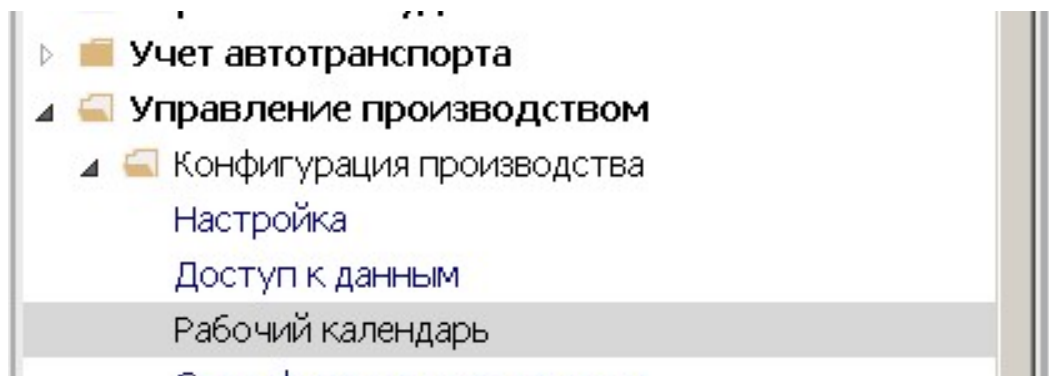 Учет автотранспорта
Управление производством
Конфигурация производства
Настройка
Доступ к данным
Рабочий календарь